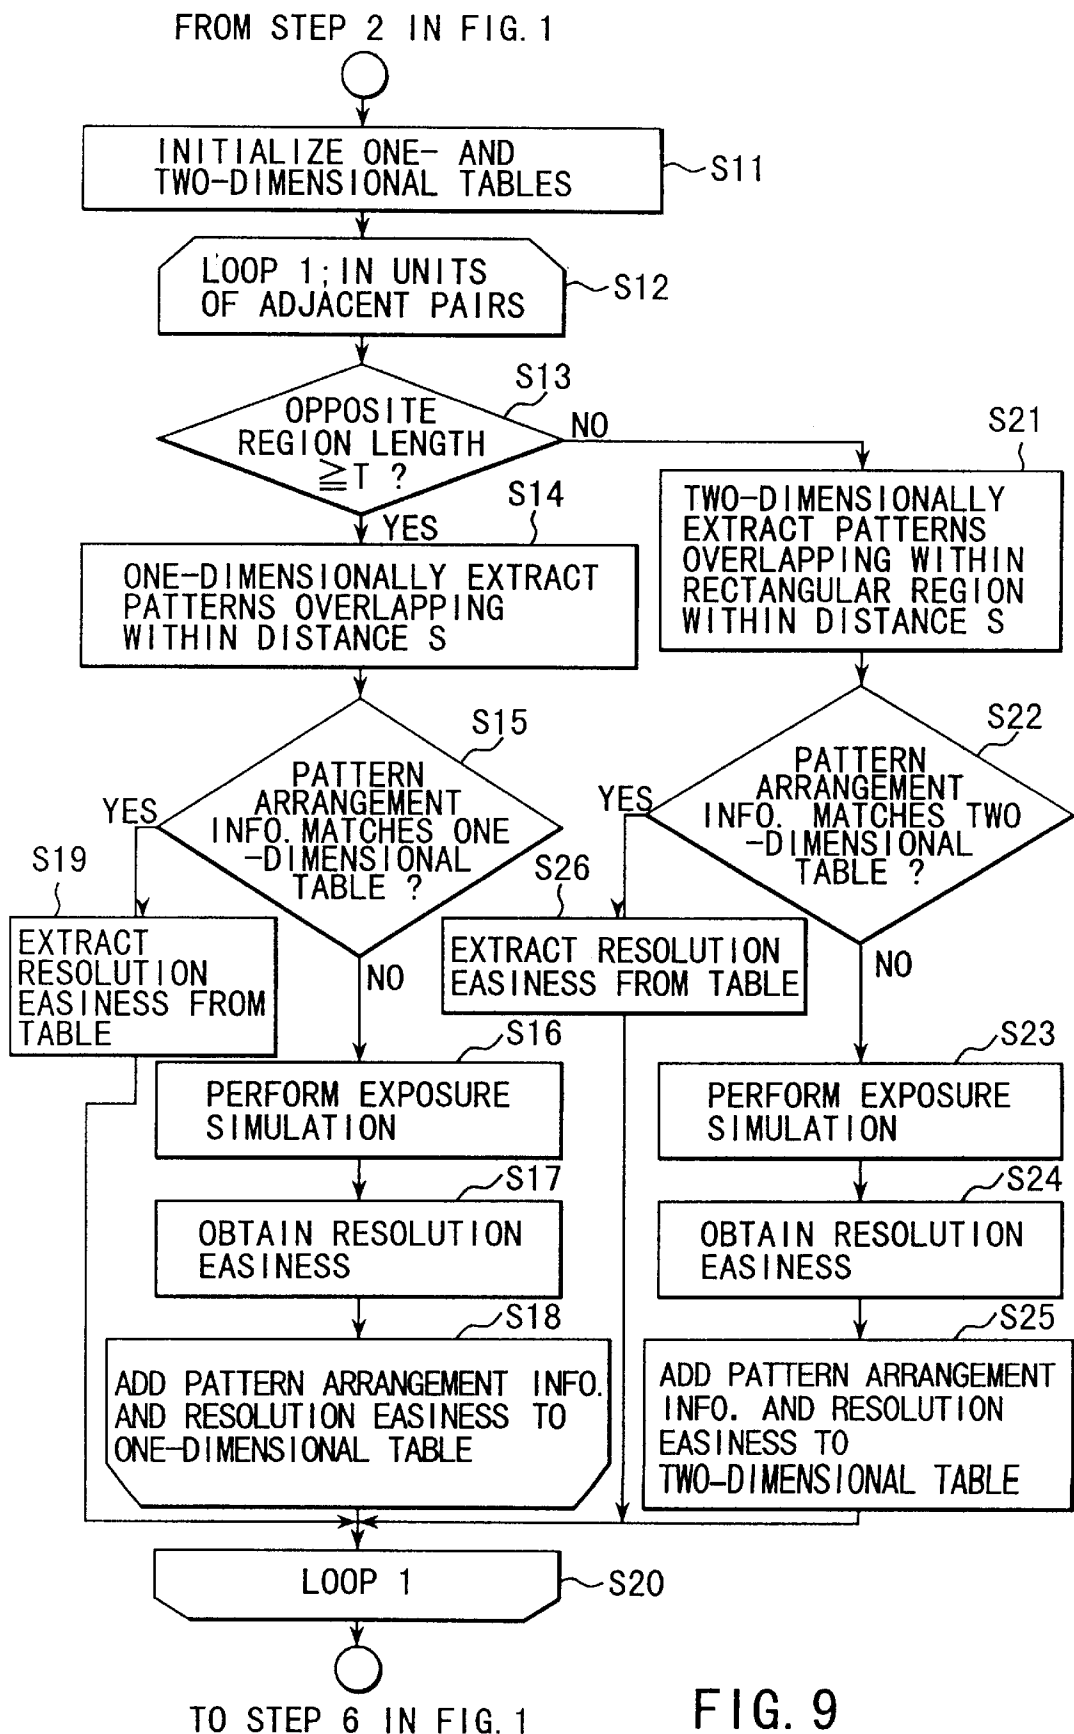 FROM STEP 2 IN FIG. 1
INITIALIZE ONE- AND
TWO-DIMENSIONAL TABLES
S11
LOOP 1; IN UNITS
OF ADJACENT PAIRS
S12
S13
OPPOSITE
REGION LENGTH
≧T ?
NO
YES
S14
ONE-DIMENSIONALLY EXTRACT
PATTERNS OVERLAPPING
WITHIN DISTANCE S
S21
TWO-DIMENSIONALLY
EXTRACT PATTERNS
OVERLAPPING WITHIN
RECTANGULAR REGION
WITHIN DISTANCE S
S15
PATTERN
ARRANGEMENT
INFO. MATCHES ONE
-DIMENSIONAL
TABLE ?
YES
NO
S22
PATTERN
ARRANGEMENT
INFO. MATCHES TWO
-DIMENSIONAL
TABLE ?
YES
NO
S19
EXTRACT
RESOLUTION
EASINESS FROM
TABLE
S26
EXTRACT RESOLUTION
EASINESS FROM TABLE
S16
PERFORM EXPOSURE
SIMULATION
S23
PERFORM EXPOSURE
SIMULATION
S17
OBTAIN RESOLUTION
EASINESS
S24
OBTAIN RESOLUTION
EASINESS
S18
ADD PATTERN ARRANGEMENT INFO.
AND RESOLUTION EASINESS TO
ONE-DIMENSIONAL TABLE
S25
ADD PATTERN ARRANGEMENT
INFO. AND RESOLUTION
EASINESS TO
TWO-DIMENSIONAL TABLE
LOOP 1
S20
TO STEP 6 IN FIG. 1
FIG. 9